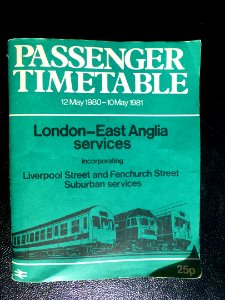 PASSENGER
TIMETABLE
12 May 1980–10 May 1981
London–East Anglia
services
incorporating
Liverpool Street and Fenchurch Street
Suburban services
25p